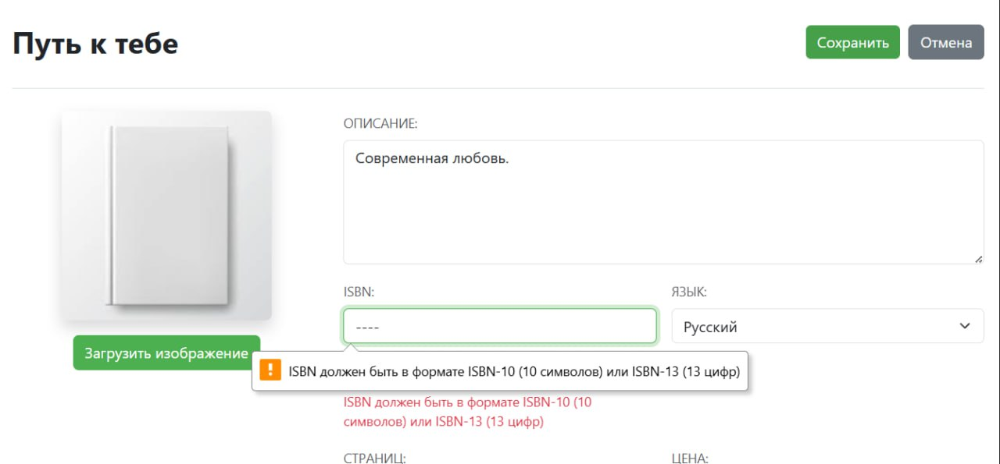 Путь к тебе
Сохранить
Отмена
ОПИСАНИЕ:
Современная любовь.
ISBN:
ЯЗЫК:
----
Русский
Загрузить изображение
! ISBN должен быть в формате ISBN-10 (10 символов) или ISBN-13 (13 цифр)
ISBN должен быть в формате ISBN-10 (10
символов) или ISBN-13 (13 цифр)
СТРАНИЦ:
ЦЕНА: